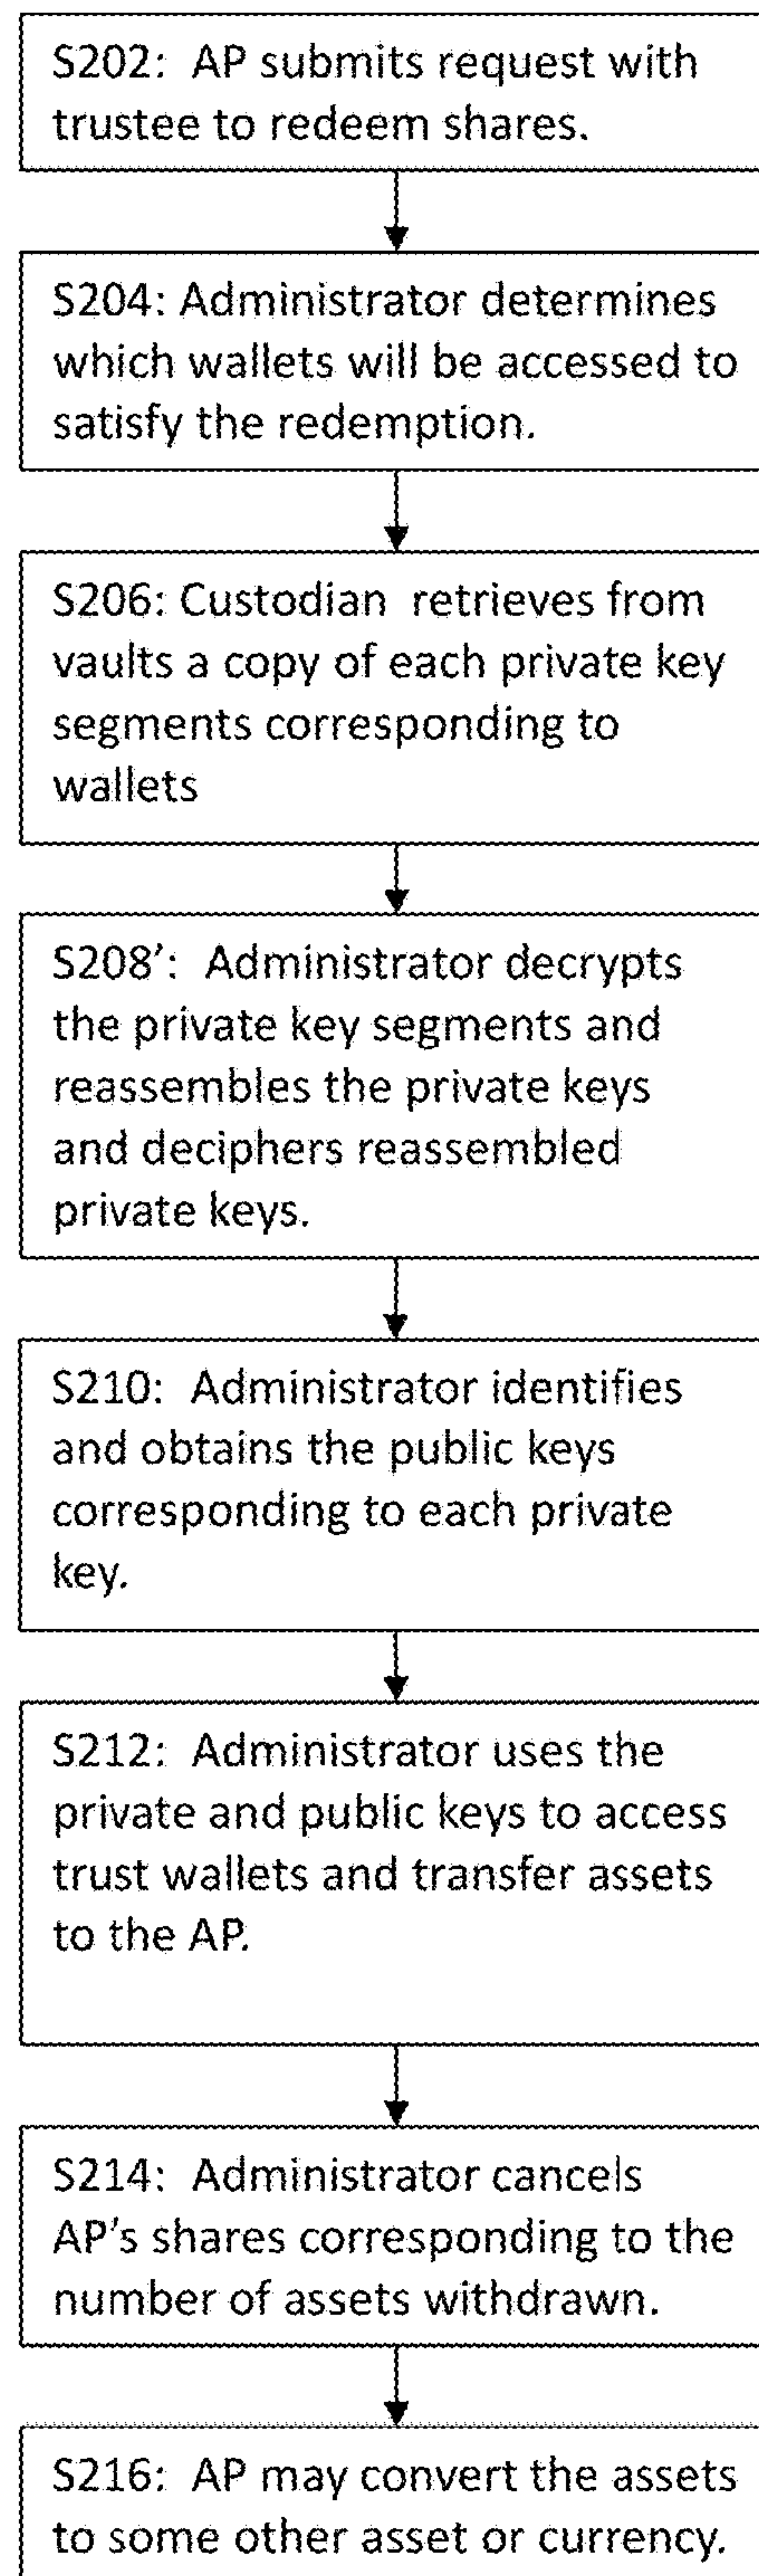 S202: AP submits request with
trustee to redeem shares.
S204: Administrator determines
which wallets will be accessed to
satisfy the redemption.
S206: Custodian retrieves from
vaults a copy of each private key
segments corresponding to
wallets
S208': Administrator decrypts
the private key segments and
reassembles the private keys
and deciphers reassembled
private keys.
S210: Administrator identifies
and obtains the public keys
corresponding to each private
key.
S212: Administrator uses the
private and public keys to access
trust wallets and transfer assets
to the AP.
S214: Administrator cancels
AP's shares corresponding to the
number of assets withdrawn.
S216: AP may convert the assets
to some other asset or currency.